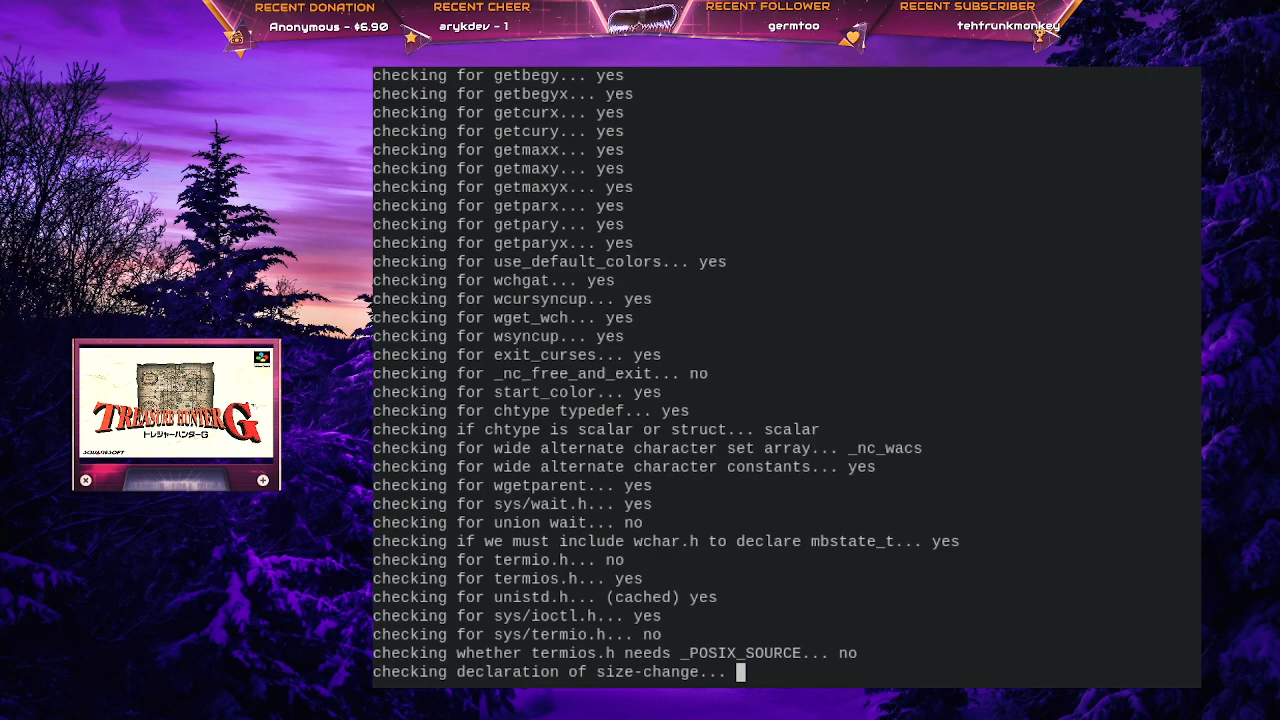 RECENT DONATION
Anonymous - $6.90
RECENT CHEER
arykdev - 1
RECENT FOLLOWER
germtoo
RECENT SUBSCRIBER
tehtrunkmonkey
checking for getbegy... yes
checking for getbegyx... yes
checking for getcurx... yes
checking for getcury... yes
checking for getmaxx... yes
checking for getmaxy... yes
checking for getmaxyx... yes
checking for getparx... yes
checking for getpary... yes
checking for getparyx... yes
checking for use_default_colors... yes
checking for wchgat... yes
checking for wcursyncup... yes
checking for wget_wch... yes
checking for wsyncup... yes
checking for exit_curses... yes
checking for _nc_free_and_exit... no
checking for start_color... yes
checking for chtype typedef... yes
checking if chtype is scalar or struct... scalar
checking for wide alternate character set array... _nc_wacs
checking for wide alternate character constants... yes
checking for wgetparent... yes
checking for sys/wait.h... yes
checking for union wait... no
checking if we must include wchar.h to declare mbstate_t... yes
checking for termio.h... no
checking for termios.h... yes
checking for unistd.h... (cached) yes
checking for sys/ioctl.h... yes
checking for sys/termio.h... no
checking whether termios.h needs _POSIX_SOURCE... no
checking declaration of size-change...
TREASURE HUNTER G
トレジャーハンターG
SQUARESOFT